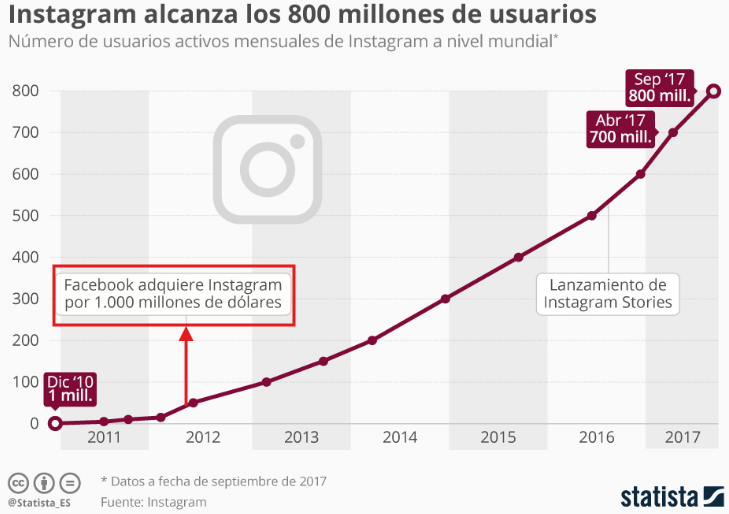 Instagram alcanza los 800 millones de usuarios
Número de usuarios activos mensuales de Instagram a nivel mundial*
800
700
600
500
400
300
200
100
0
Sep ‘17
800 mill.
Abr ‘17
700 mill.
Facebook adquiere Instagram
por 1.000 millones de dólares
Lanzamiento de
Instagram Stories
Dic ‘10
1 mill.
2011 2012 2013 2014 2015 2016 2017
cc
@Statista_ES
* Datos a fecha de septiembre de 2017
Fuente: Instagram
statista